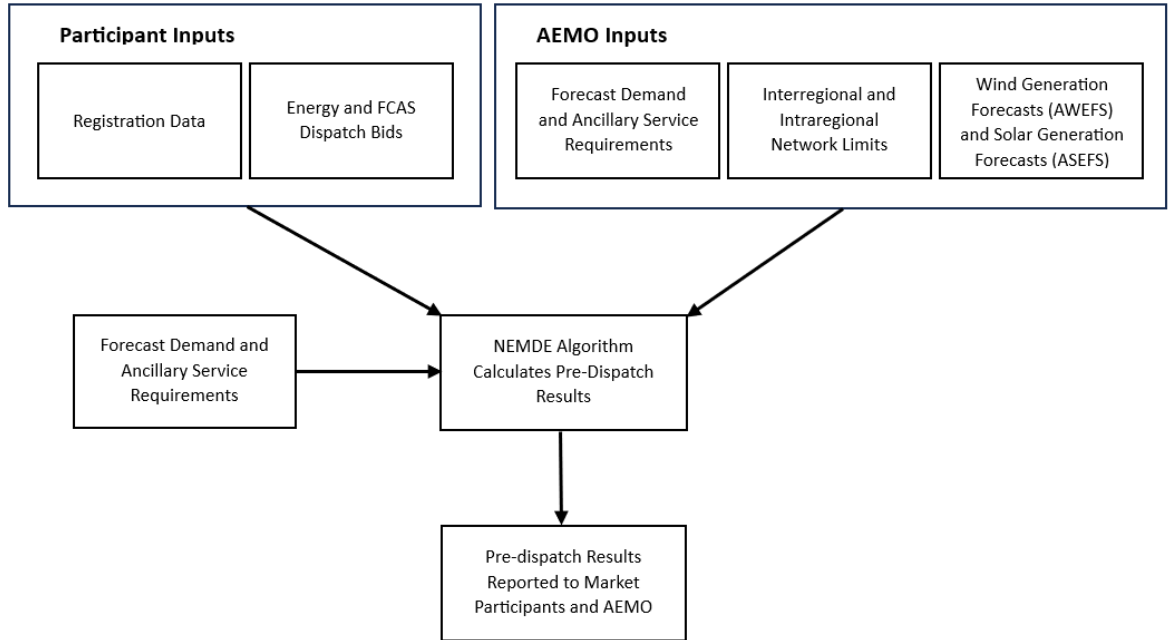 Participant Inputs
Registration Data
Energy and FCAS
Dispatch Bids
AEMO Inputs
Forecast Demand
and Ancillary Service
Requirements
Interregional and
Intraregional
Network Limits
Wind Generation
Forecasts (AWEFS)
and Solar Generation
Forecasts (ASEFS)
Forecast Demand and
Ancillary Service
Requirements
NEMDE Algorithm
Calculates Pre-Dispatch
Results
Pre-dispatch Results
Reported to Market
Participants and AEMO